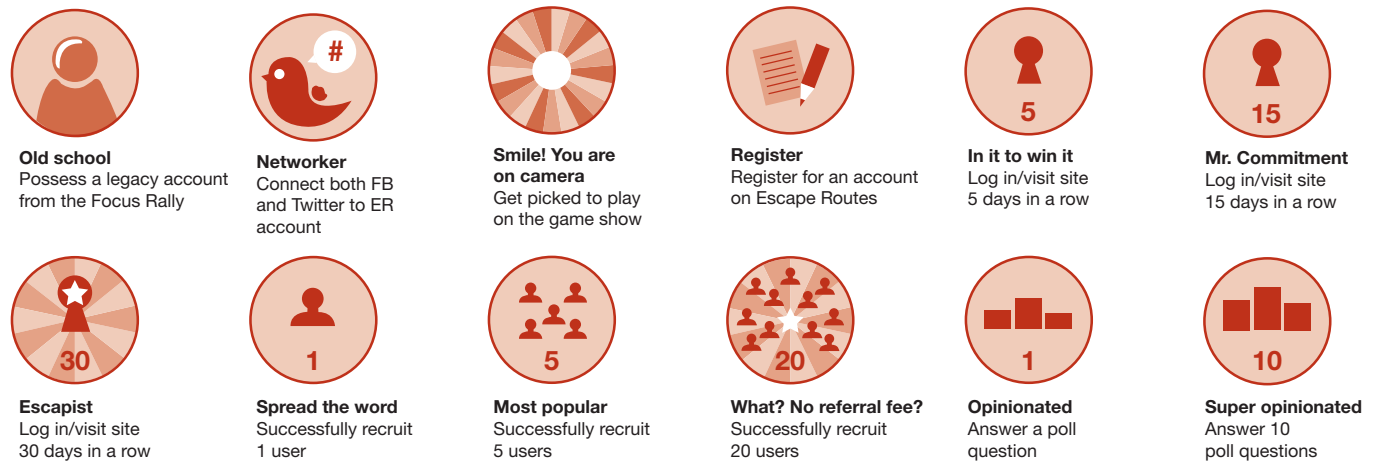 #
5
15
Old school
Possess a legacy account
from the Focus Rally
Networker
Connect both FB
and Twitter to ER
account
Smile! You are
on camera
Get picked to play
on the game show
Register
Register for an account
on Escape Routes
In it to win it
Log in/visit site
5 days in a row
Mr. Commitment
Log in/visit site
15 days in a row
30
1
5
20
1
10
Escapist
Log in/visit site
30 days in a row
Spread the word
Successfully recruit
1 user
Most popular
Successfully recruit
5 users
What? No referral fee?
Successfully recruit
20 users
Opinionated
Answer a poll
question
Super opinionated
Answer 10
poll questions